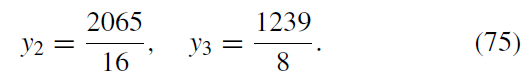 y₂ = 2065/16, y₃ = 1239/8. (75)